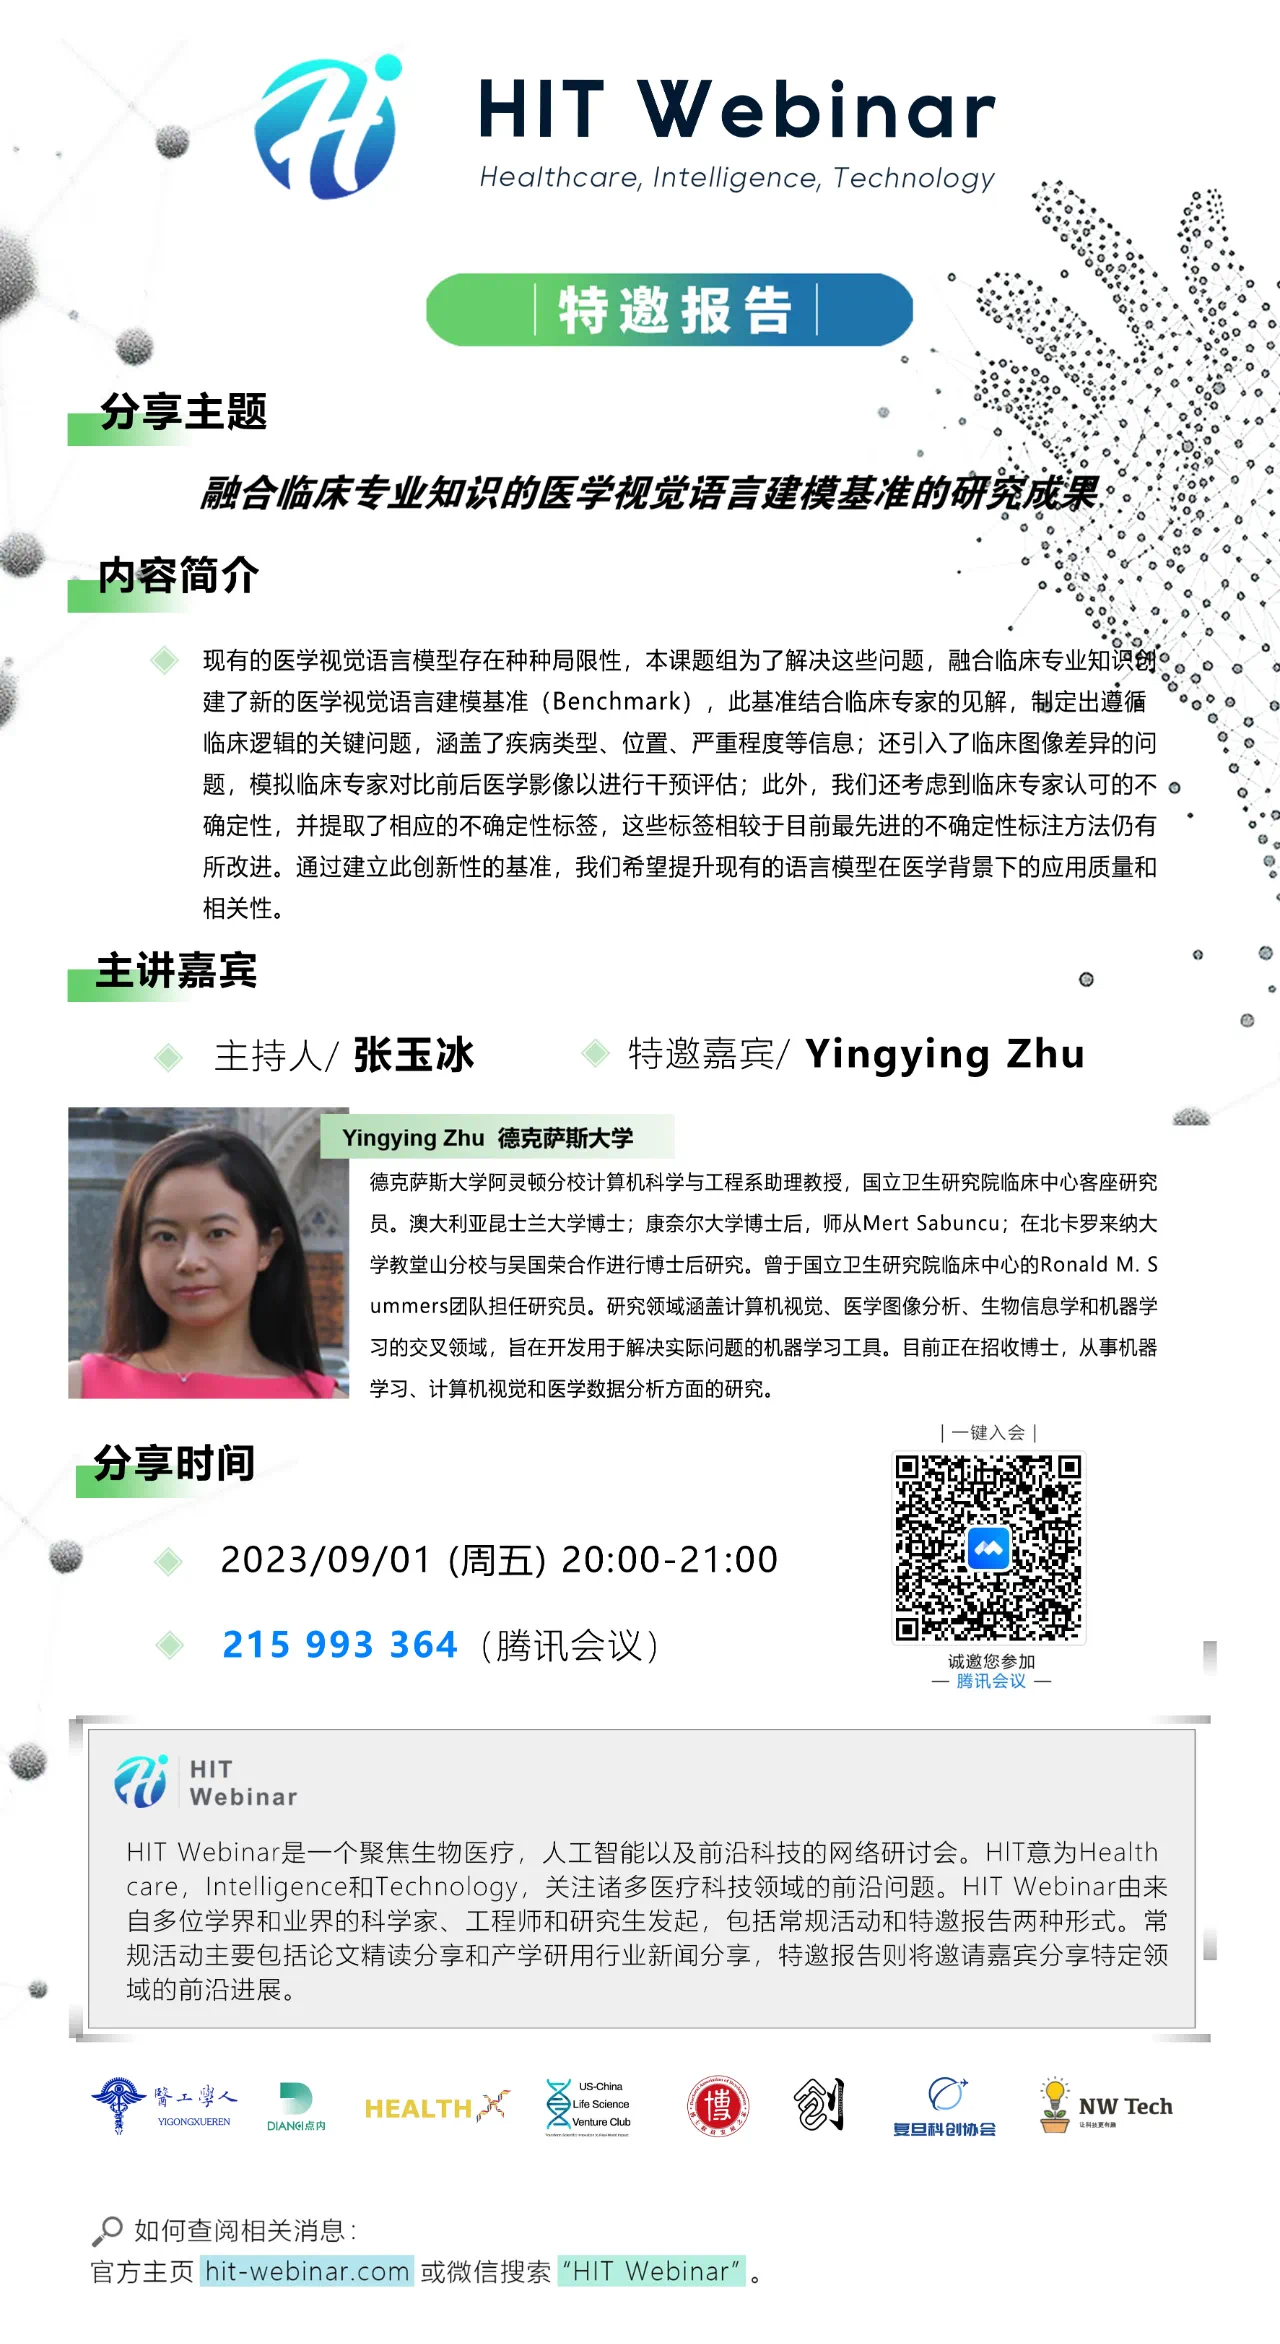 HIT Webinar
Healthcare, Intelligence, Technology
特邀报告
分享主题
融合临床专业知识的医学视觉语言建模基准的研究成果
内容简介
现有的医学视觉语言模型存在种种局限性，本课题组为了解决这些问题，融合临床专业知识创
建了新的医学视觉语言建模基准（Benchmark），此基准结合临床专家的见解，制定出遵循
临床逻辑的关键问题，涵盖了疾病类型、位置、严重程度等信息；还引入了临床图像差异的问
题，模拟临床专家对比前后医学影像以进行干预评估；此外，我们还考虑到临床专家认可的不
确定性，并提取了相应的不确定性标签，这些标签相较于目前最先进的不确定性标注方法仍有
所改进。通过建立此创新性的基准，我们希望提升现有的语言模型在医学背景下的应用质量和
相关性。
主讲嘉宾
主持人/ 张玉冰
特邀嘉宾/ Yingying Zhu
Yingying Zhu 德克萨斯大学
德克萨斯大学阿灵顿分校计算机科学与工程系助理教授，国立卫生研究院临床中心客座研究
员。澳大利亚昆士兰大学博士；康奈尔大学博士后，师从Mert Sabuncu；在北卡罗来纳大
学教堂山分校与吴国荣合作进行博士后研究。曾于国立卫生研究院临床中心的Ronald M. S
ummers团队担任研究员。研究领域涵盖计算机视觉、医学图像分析、生物信息学和机器学
习的交叉领域，旨在开发用于解决实际问题的机器学习工具。目前正在招收博士，从事机器
学习、计算机视觉和医学数据分析方面的研究。
分享时间
2023/09/01 (周五) 20:00-21:00
215 993 364（腾讯会议）
| 一键入会 |
诚邀您参加
— 腾讯会议 —
HIT
Webinar
HIT Webinar是一个聚焦生物医疗，人工智能以及前沿科技的网络研讨会。HIT意为Health
care，Intelligence和Technology，关注诸多医疗科技领域的前沿问题。HIT Webinar由来
自多位学界和业界的科学家、工程师和研究生发起，包括常规活动和特邀报告两种形式。常
规活动主要包括论文精读分享和产学研用行业新闻分享，特邀报告则将邀请嘉宾分享特定领
域的前沿进展。
醫工學人
YIGONGXUEREN
DIANEI点内
HEALTH X
US-China
Life Science
Venture Club
博
创
复旦科创协会
NW Tech
让科技更有趣
如何查阅相关消息：
官方主页 hit-webinar.com 或微信搜索 “HIT Webinar” 。